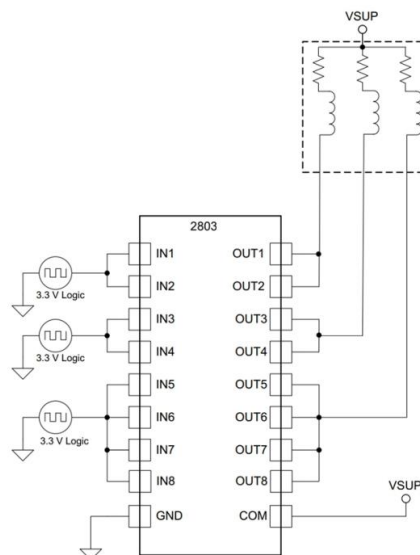 VSUP
2803
IN1
OUT1
IN2
OUT2
3.3 V Logic
IN3
OUT3
IN4
OUT4
3.3 V Logic
IN5
OUT5
IN6
OUT6
3.3 V Logic
IN7
OUT7
IN8
OUT8
VSUP
GND
COM